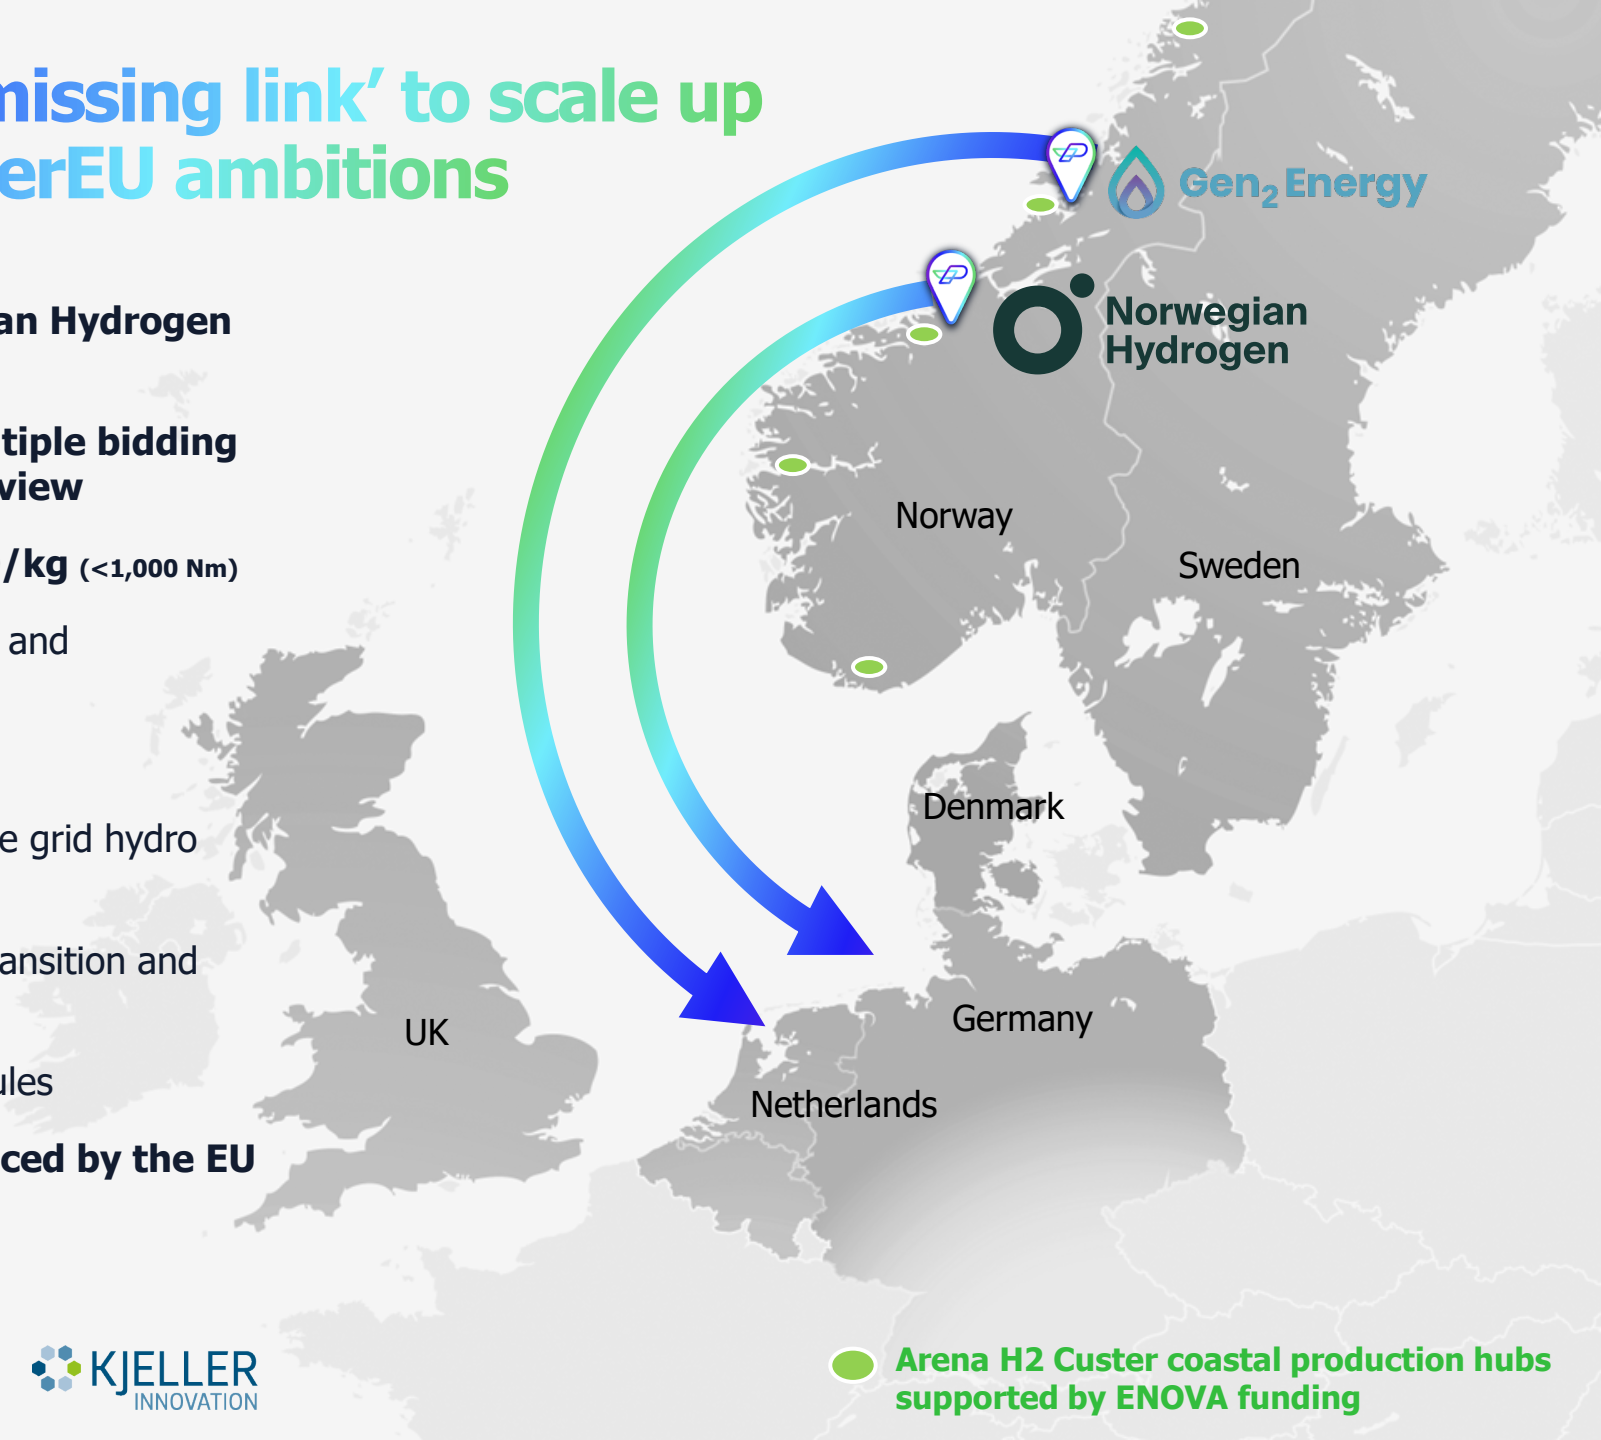 missing link’ to scale up
erEU ambitions
an Hydrogen
tiple bidding
view
/kg (<1,000 Nm)
and
e grid hydro
ansition and
ules
ced by the EU
Gen2 Energy
Norwegian
Hydrogen
Norway
Sweden
Denmark
UK
Germany
Netherlands
KJELLER
INNOVATION
Arena H2 Custer coastal production hubs
supported by ENOVA funding